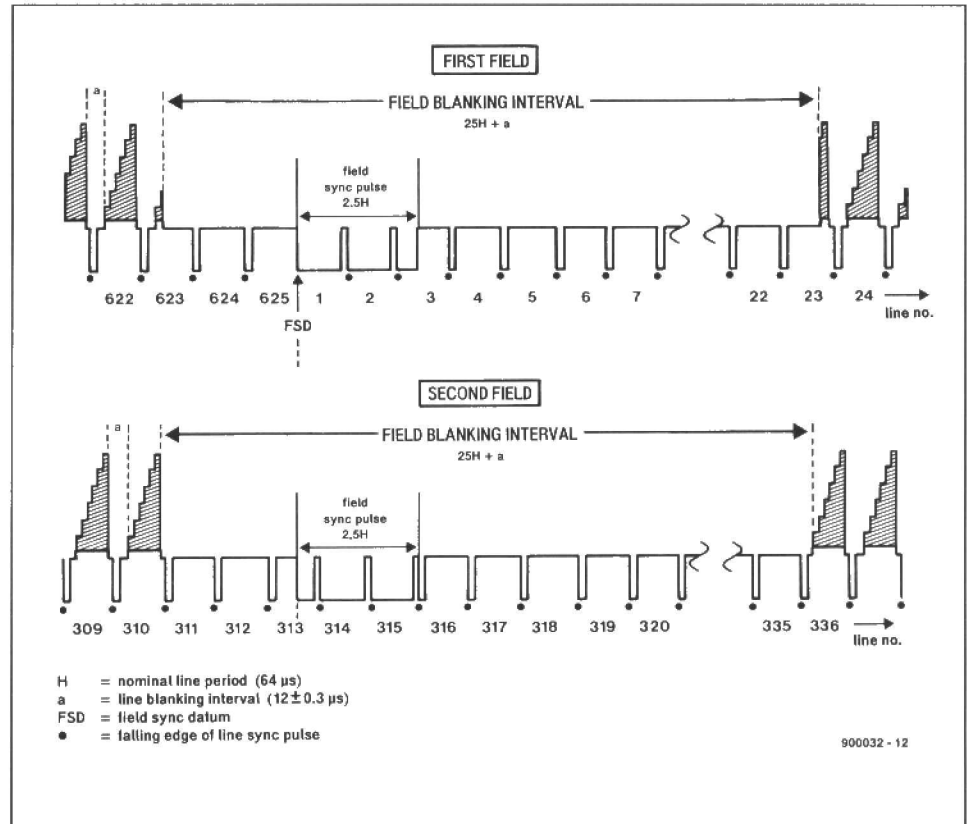 FIRST FIELD
a
FIELD BLANKING INTERVAL
25H + a
field
sync pulse
2.5H
622 623 624 625 1 2 3 4 5 6 7 22 23 24
line no.
FSD
SECOND FIELD
a
FIELD BLANKING INTERVAL
25H + a
field
sync pulse
2,5H
309 310 311 312 313 314 315 316 317 318 319 320 335 336
line no.
H = nominal line period (64 µs)
a = line blanking interval (12±0.3 µs)
FSD = field sync datum
● = falling edge of line sync pulse
900032 - 12